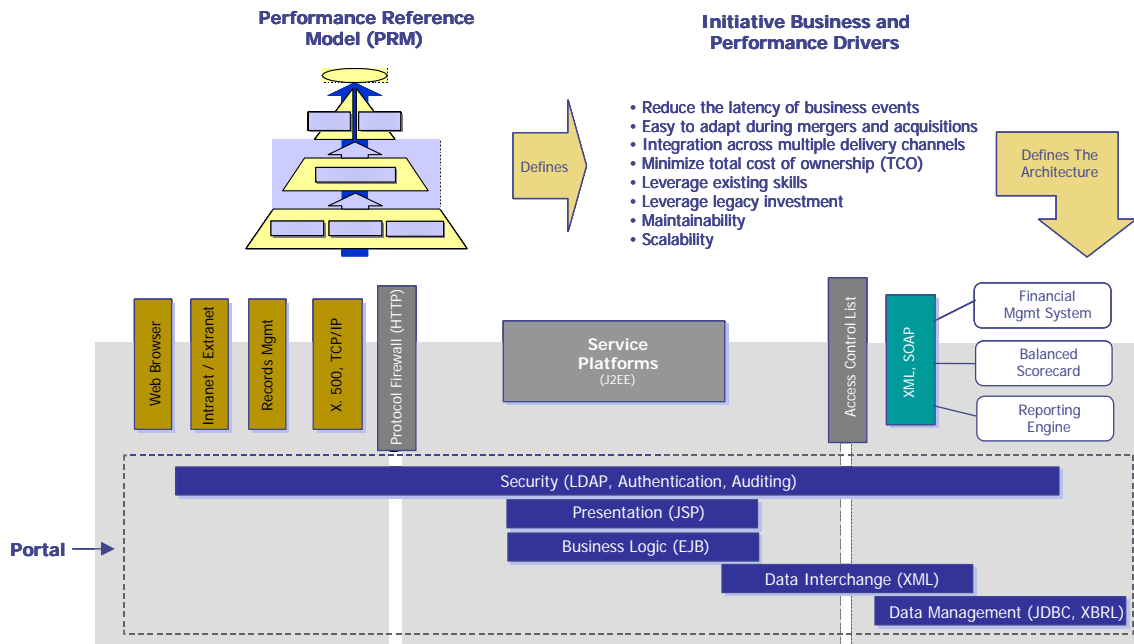 Performance Reference
Model (PRM)
Initiative Business and
Performance Drivers
Defines
• Reduce the latency of business events
• Easy to adapt during mergers and acquisitions
• Integration across multiple delivery channels
• Minimize total cost of ownership (TCO)
• Leverage existing skills
• Leverage legacy investment
• Maintainability
• Scalability
Defines The
Architecture
Web Browser
Intranet / Extranet
Records Mgmt
X. 500, TCP/IP
Protocol Firewall (HTTP)
Service
Platforms
(J2EE)
Access Control List
XML, SOAP
Financial
Mgmt System
Balanced
Scorecard
Reporting
Engine
Security (LDAP, Authentication, Auditing)
Presentation (JSP)
Business Logic (EJB)
Portal
Data Interchange (XML)
Data Management (JDBC, XBRL)